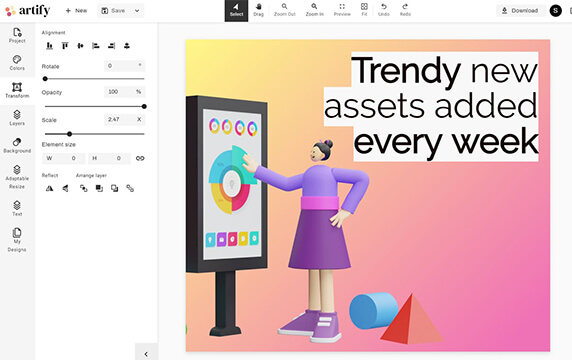 artify
New
Save
Select
Drag
Zoom Out
Zoom In
Preview
Fit
Undo
Redo
Download
S
Project
Colors
Transform
Layers
Background
Adaptable
Resize
Text
My
Designs
Alignment
Rotate 0 °
Opacity 100 %
Scale 2.47 X
Element size
W 0 H 0
Reflect Arrange layer
Trendy new
assets added
every week